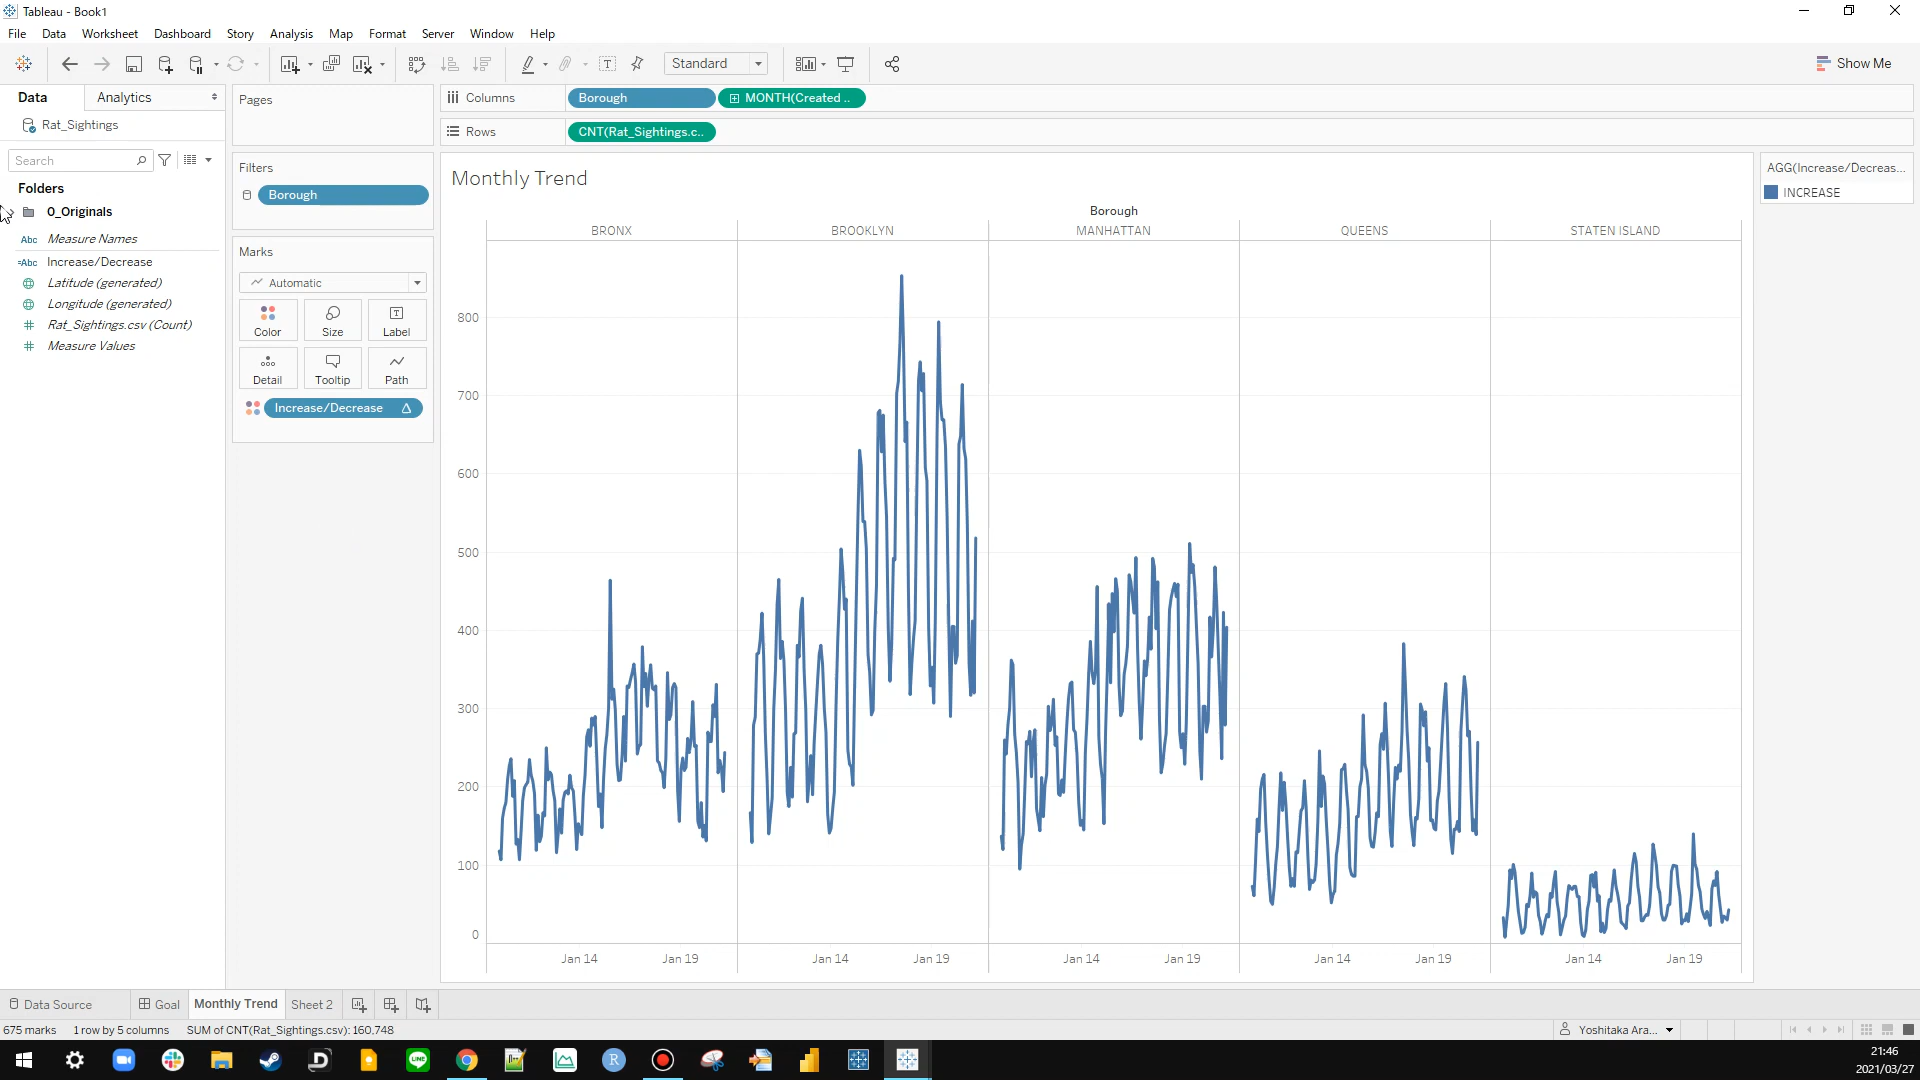 Tableau - Book1
File Data Worksheet Dashboard Story Analysis Map Format Server Window Help
Standard
Show Me
Data
Analytics
Rat_Sightings
Search
Folders
0_Originals
Abc Measure Names
=Abc Increase/Decrease
Latitude (generated)
Longitude (generated)
# Rat_Sightings.csv (Count)
# Measure Values
Pages
Filters
Borough
Marks
Automatic
Color
Size
Label
Detail
Tooltip
Path
Increase/Decrease
Columns
Borough
MONTH(Created ..
Rows
CNT(Rat_Sightings.c..
Monthly Trend
Borough
BRONX
BROOKLYN
MANHATTAN
QUEENS
STATEN ISLAND
800
700
600
500
400
300
200
100
0
Jan 14 Jan 19
Jan 14 Jan 19
Jan 14 Jan 19
Jan 14 Jan 19
Jan 14 Jan 19
AGG(Increase/Decreas...
INCREASE
Data Source
Goal
Monthly Trend
Sheet 2
675 marks 1 row by 5 columns SUM of CNT(Rat_Sightings.csv): 160,748
Yoshitaka Ara...
LINE
R
21:46
2021/03/27